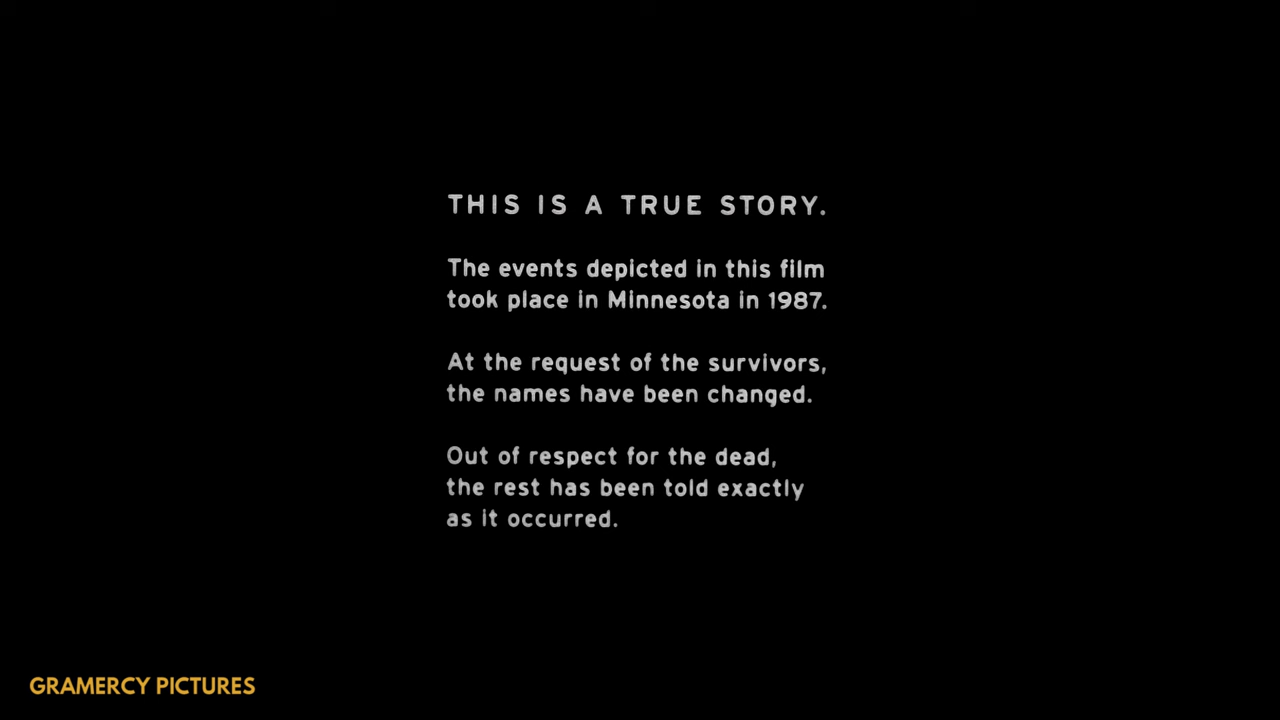 THIS IS A TRUE STORY.
The events depicted in this film
took place in Minnesota in 1987.
At the request of the survivors,
the names have been changed.
Out of respect for the dead,
the rest has been told exactly
as it occurred.
GRAMERCY PICTURES